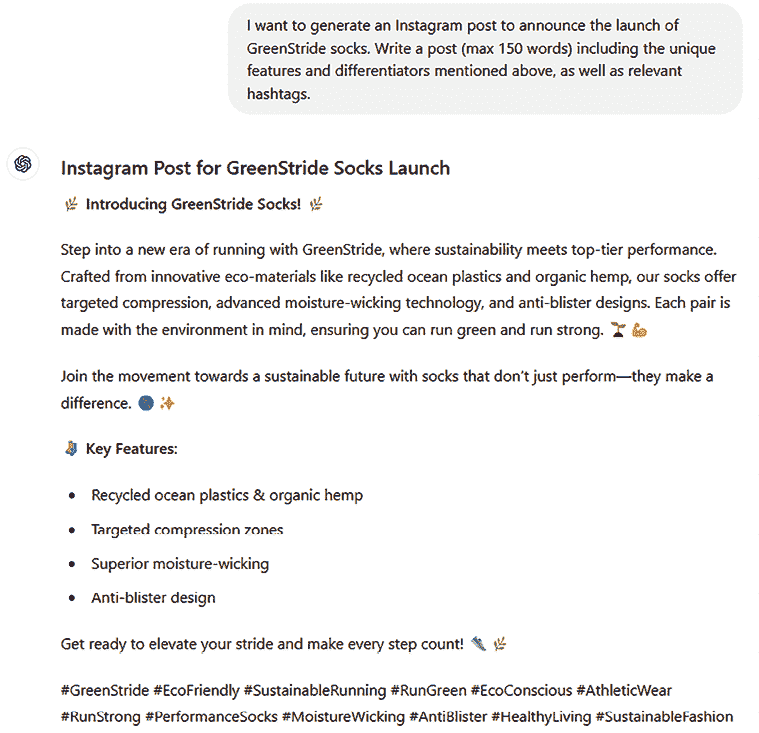 I want to generate an Instagram post to announce the launch of
GreenStride socks. Write a post (max 150 words) including the unique
features and differentiators mentioned above, as well as relevant
hashtags.
Instagram Post for GreenStride Socks Launch
🌿 Introducing GreenStride Socks! 🌿
Step into a new era of running with GreenStride, where sustainability meets top-tier performance.
Crafted from innovative eco-materials like recycled ocean plastics and organic hemp, our socks offer
targeted compression, advanced moisture-wicking technology, and anti-blister designs. Each pair is
made with the environment in mind, ensuring you can run green and run strong. 🌱 💪
Join the movement towards a sustainable future with socks that don’t just perform—they make a
difference. 🌍 ✨
🧦 Key Features:
• Recycled ocean plastics & organic hemp
• Targeted compression zones
• Superior moisture-wicking
• Anti-blister design
Get ready to elevate your stride and make every step count! 👟 🌿
#GreenStride #EcoFriendly #SustainableRunning #RunGreen #EcoConscious #AthleticWear
#RunStrong #PerformanceSocks #MoistureWicking #AntiBlister #HealthyLiving #SustainableFashion